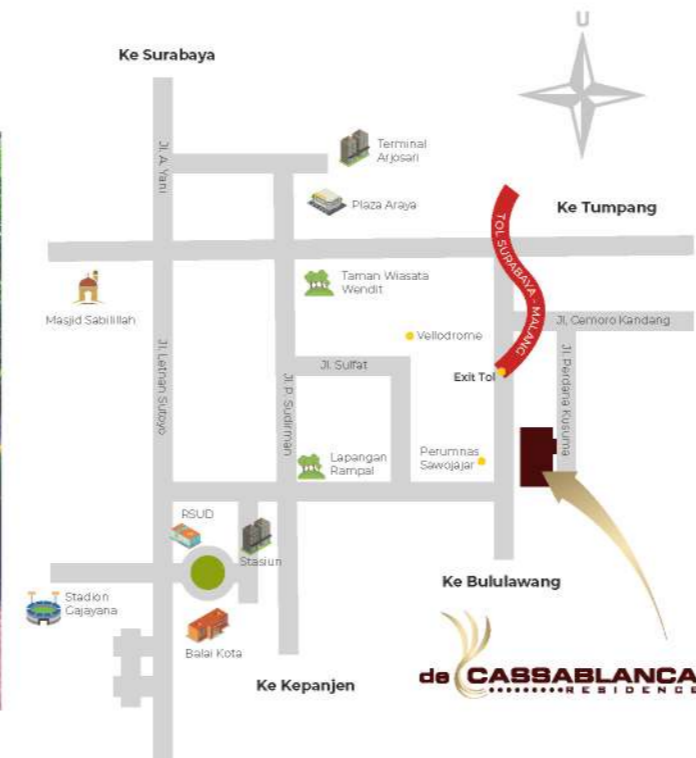 U
Ke Surabaya
Jl. A. Yani
Terminal
Arjosari
Plaza Araya
Ke Tumpang
TOL SURABAYA - MALANG
Taman Wiasata
Wendit
Masjid Sabilillah
Vellodrome
Jl, Cemoro Kandang
Jl. Letnan Sutoyo
Jl. P. Sudirman
Jl. Sulfat
Exit Tol
Jl. Perdana Kusuma
Lapangan
Rampal
Perumnas
Sawojajar
RSUD
Stasiun
Stadion
Gajayana
Balai Kota
Ke Bululawang
Ke Kepanjen
de CASSABLANCA
RESIDENCE